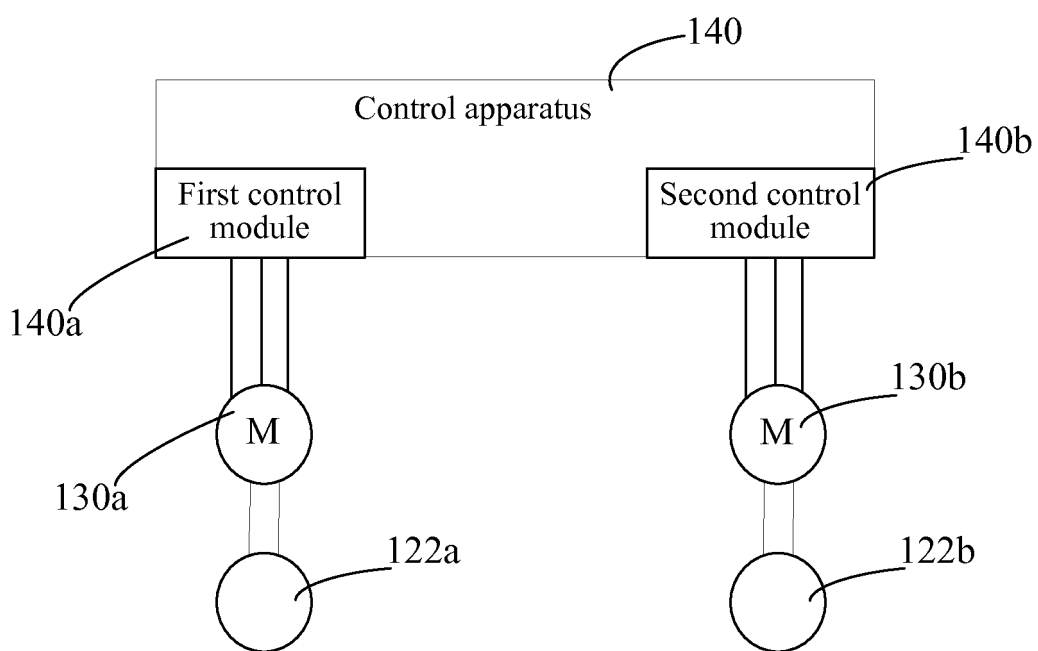 140
Control apparatus
140b
First control
module
Second control
module
140a
130b
M
M
130a
122a
122b